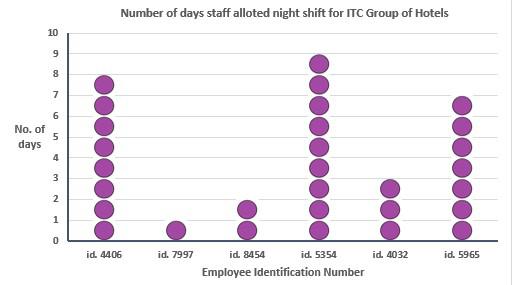 Number of days staff alloted night shift for ITC Group of Hotels
10
9
8
7
6
5
4
3
2
1
0
No. of
days
id. 4406 id. 7997 id. 8454 id. 5354 id. 4032 id. 5965
Employee Identification Number